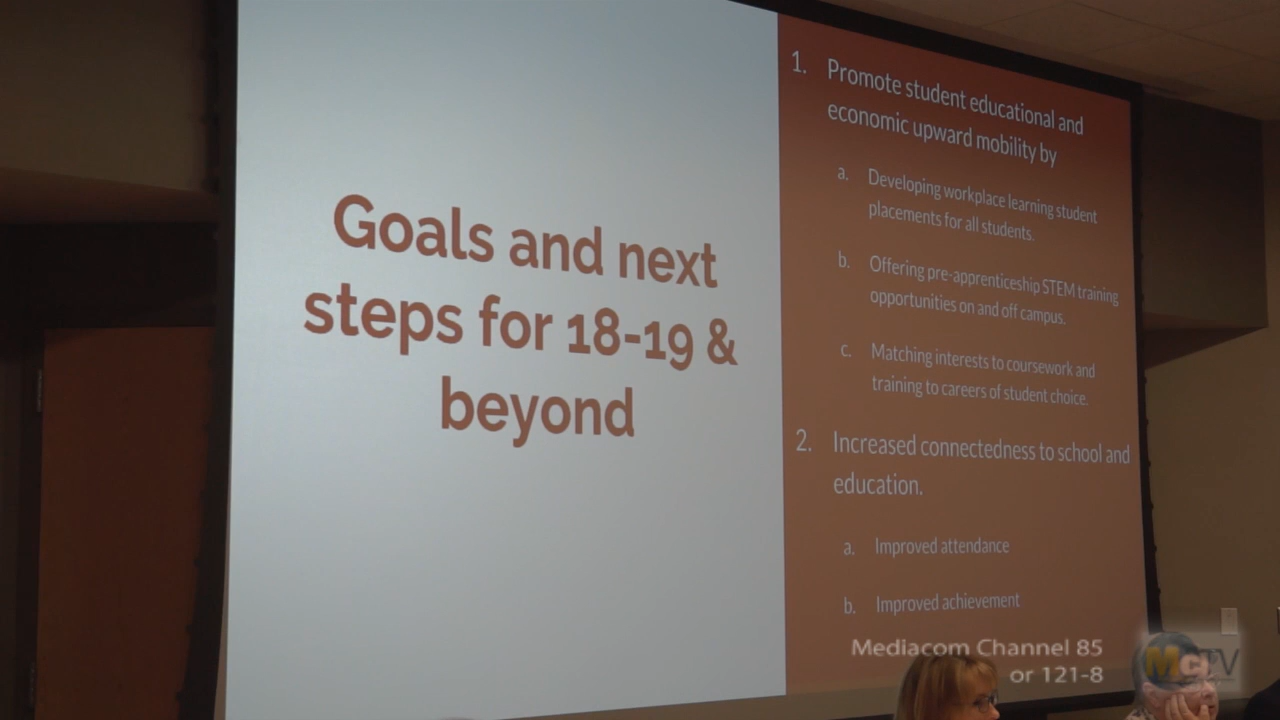 Goals and next
steps for 18-19 &
beyond
1. Promote student educational and
economic upward mobility by
a. Developing workplace learning student
placements for all students.
b. Offering pre-apprenticeship STEM training
opportunities on and off campus.
c. Matching interests to coursework and
training to careers of student choice.
2. Increased connectedness to school and
education.
a. Improved attendance
b. Improved achievement
Mediacom Channel 85
or 121-8
McTV